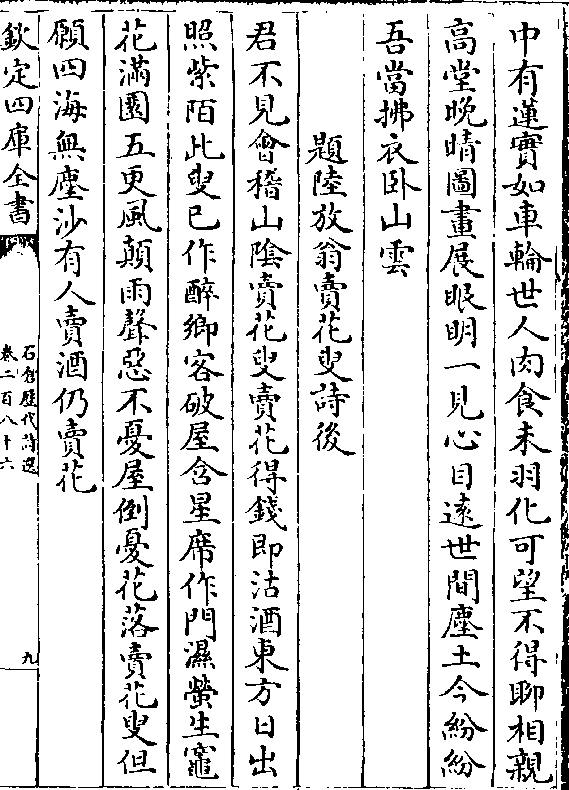 中有蓮實如車輪世人肉食未羽化可望不得聊相親
高堂晚晴圖畫展眼明一見心目遠世間塵土今紛紛
吾當拂衣卧山雲
題陸放翁賣花叟詩後
君不見會稽山陰賣花叟賣花得錢即沽酒東方日出
照紫陌此叟已作醉鄉客破屋含星席作門濕螢生竈
花滿園五更風顛雨聲惡不憂屋倒憂花落賣花叟但
願四海無塵沙有人賣酒仍賣花
欽定四庫全書
石倉歷代詩選
卷二百八十六
九